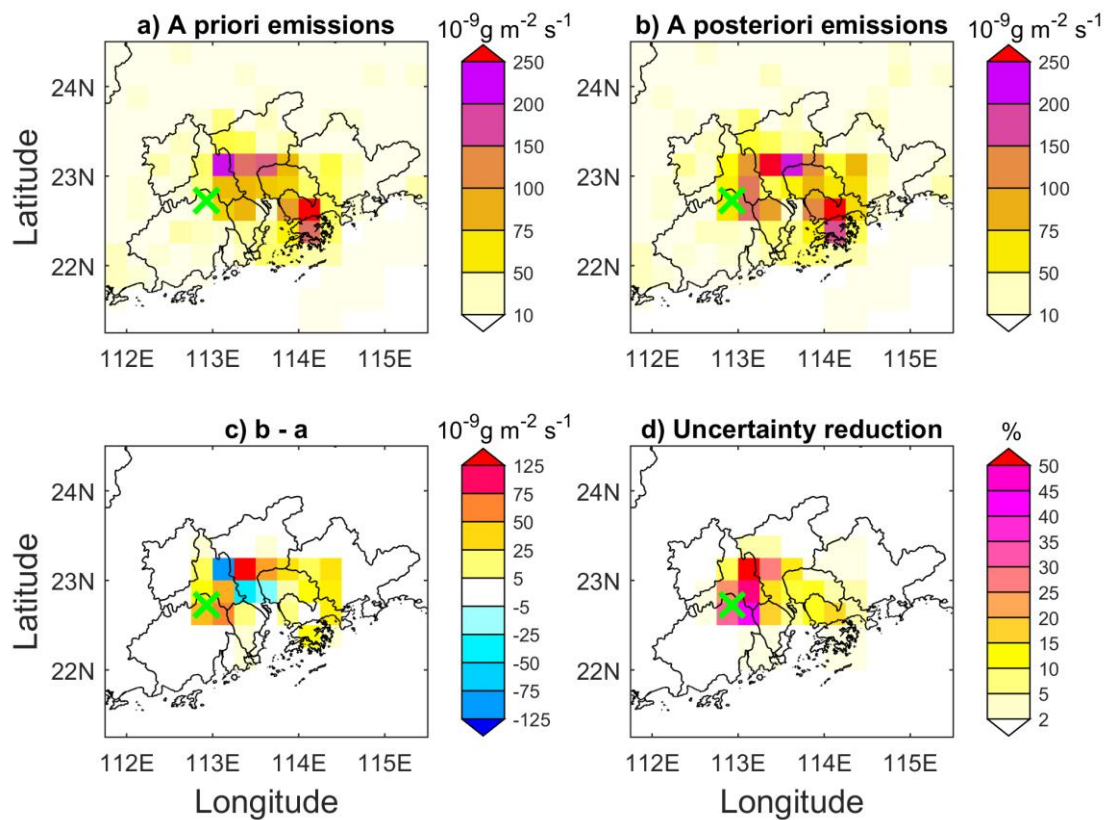 a) A priori emissions
10⁻⁹g m⁻² s⁻¹
b) A posteriori emissions
10⁻⁹g m⁻² s⁻¹
Latitude
24N
23N
22N
112E 113E 114E 115E
250
200
150
100
75
50
10
24N
23N
22N
112E 113E 114E 115E
250
200
150
100
75
50
10
c) b - a
10⁻⁹g m⁻² s⁻¹
d) Uncertainty reduction
%
Latitude
24N
23N
22N
112E 113E 114E 115E
Longitude
125
75
50
25
5
-5
-25
-50
-75
-125
24N
23N
22N
112E 113E 114E 115E
Longitude
50
45
40
35
30
25
20
15
10
5
2